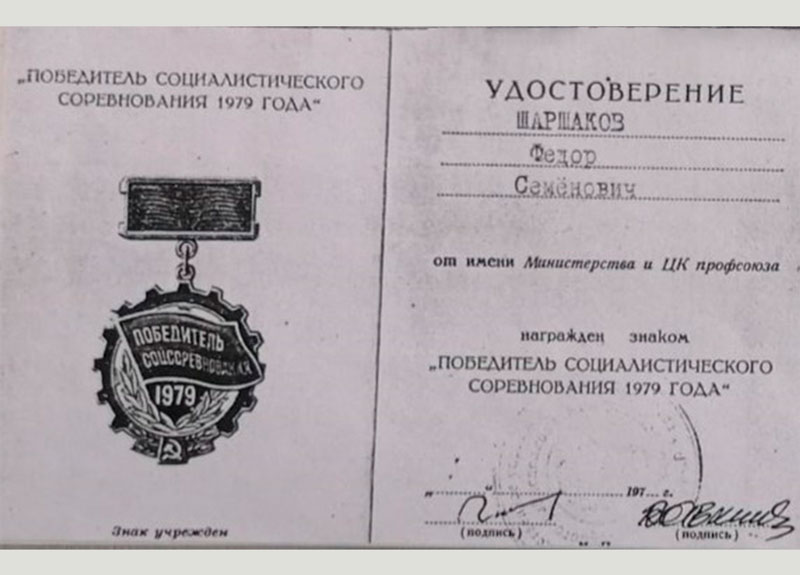 „ПОБЕДИТЕЛЬ СОЦИАЛИСТИЧЕСКОГО
СОРЕВНОВАНИЯ 1979 ГОДА“
ПОБЕДИТЕЛЬ
СОЦСОРЕВНОВАНИЯ
1979
Знак учрежден
УДОСТОВЕРЕНИЕ
ШАРШАКОВ
Федор
Семёнович
от имени Министерства и ЦК профсоюза
награжден знаком
„ПОБЕДИТЕЛЬ СОЦИАЛИСТИЧЕСКОГО
СОРЕВНОВАНИЯ 1979 ГОДА“
„ “ 197 г.
(подпись) (подпись)